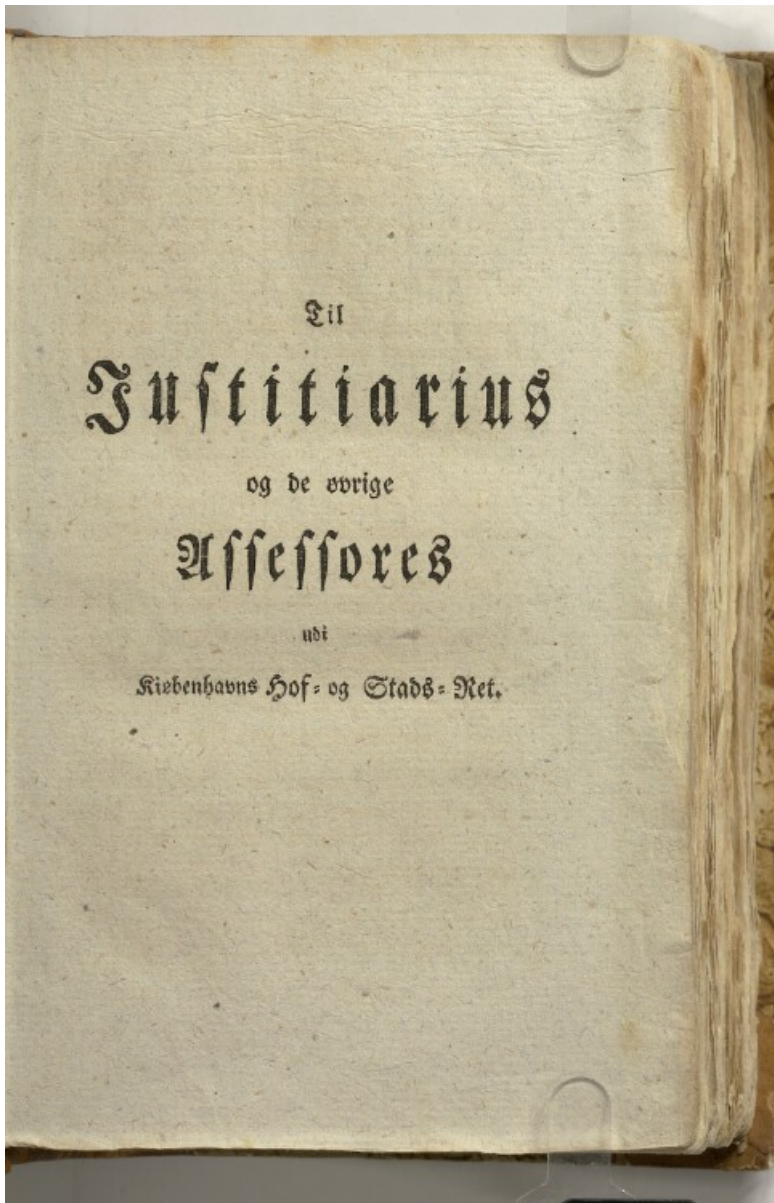 Til
Justitiarius
og de øvrige
Assessores
udi
Kiøbenhavns Hof- og Stads-Ret.